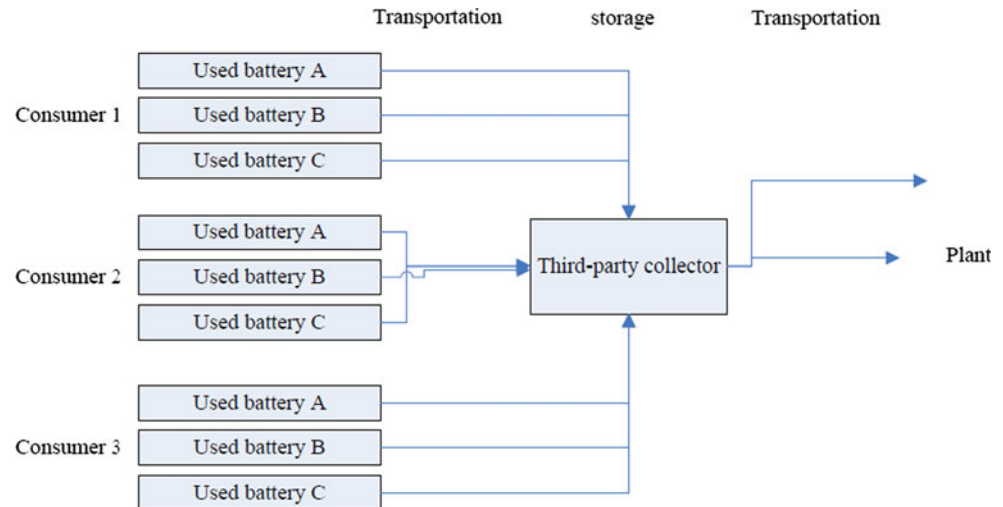 Transportation
storage
Transportation
Consumer 1
Used battery A
Used battery B
Used battery C
Consumer 2
Used battery A
Used battery B
Used battery C
Third-party collector
Plant
Consumer 3
Used battery A
Used battery B
Used battery C